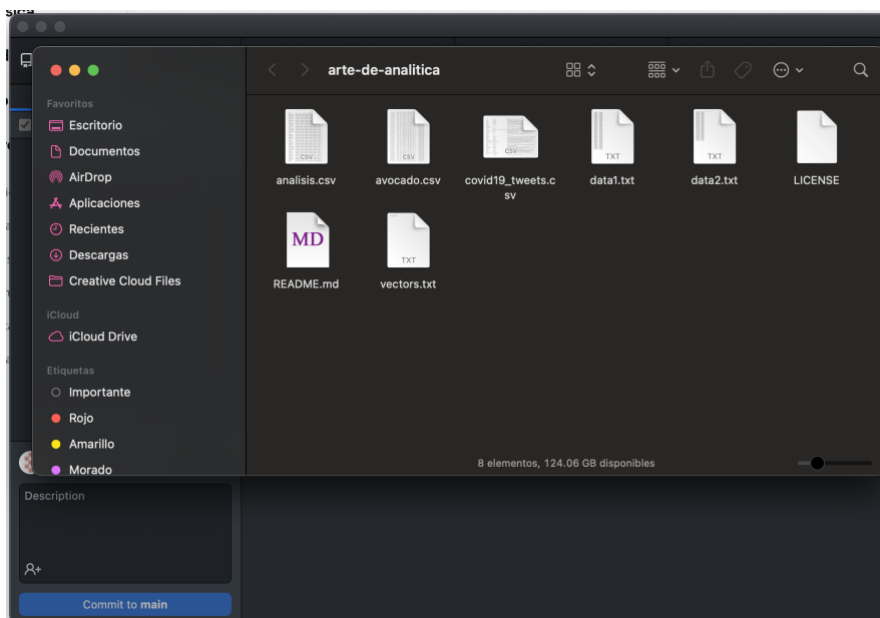 arte-de-analitica
Favoritos
Escritorio
Documentos
AirDrop
Aplicaciones
Recientes
Descargas
Creative Cloud Files
iCloud
iCloud Drive
Etiquetas
Importante
Rojo
Amarillo
Morado
CSV
CSV
CSV
TXT
TXT
analisis.csv
avocado.csv
covid19_tweets.c
sv
data1.txt
data2.txt
LICENSE
MD
TXT
README.md
vectors.txt
8 elementos, 124.06 GB disponibles
Description
Commit to main